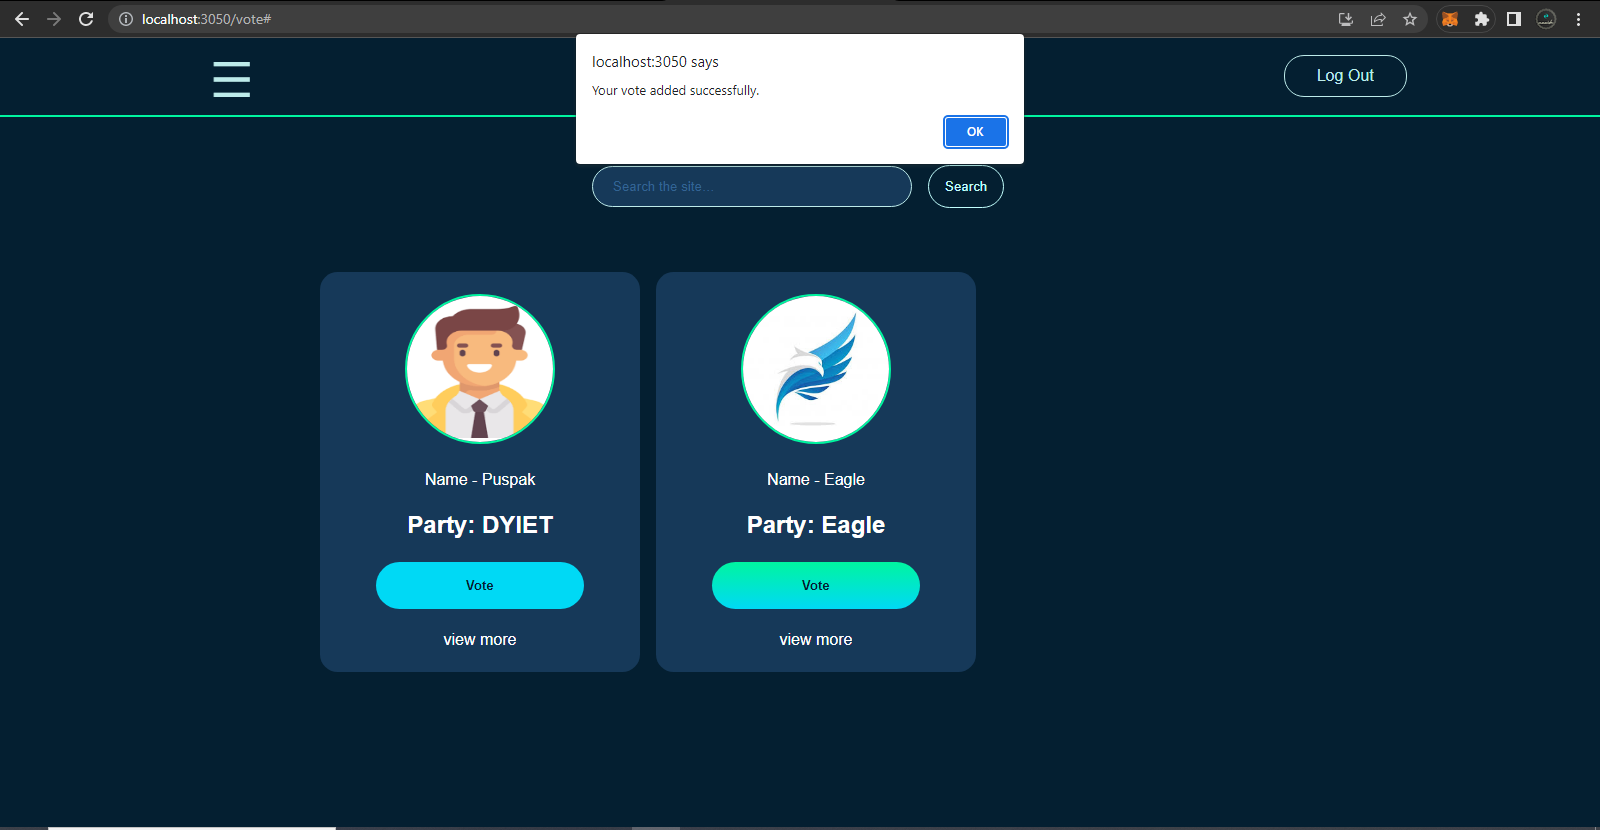 localhost:3050/vote#
localhost:3050 says
Your vote added successfully.
OK
Log Out
Search the site...
Search
Name - Puspak
Party: DYIET
Vote
view more
Name - Eagle
Party: Eagle
Vote
view more